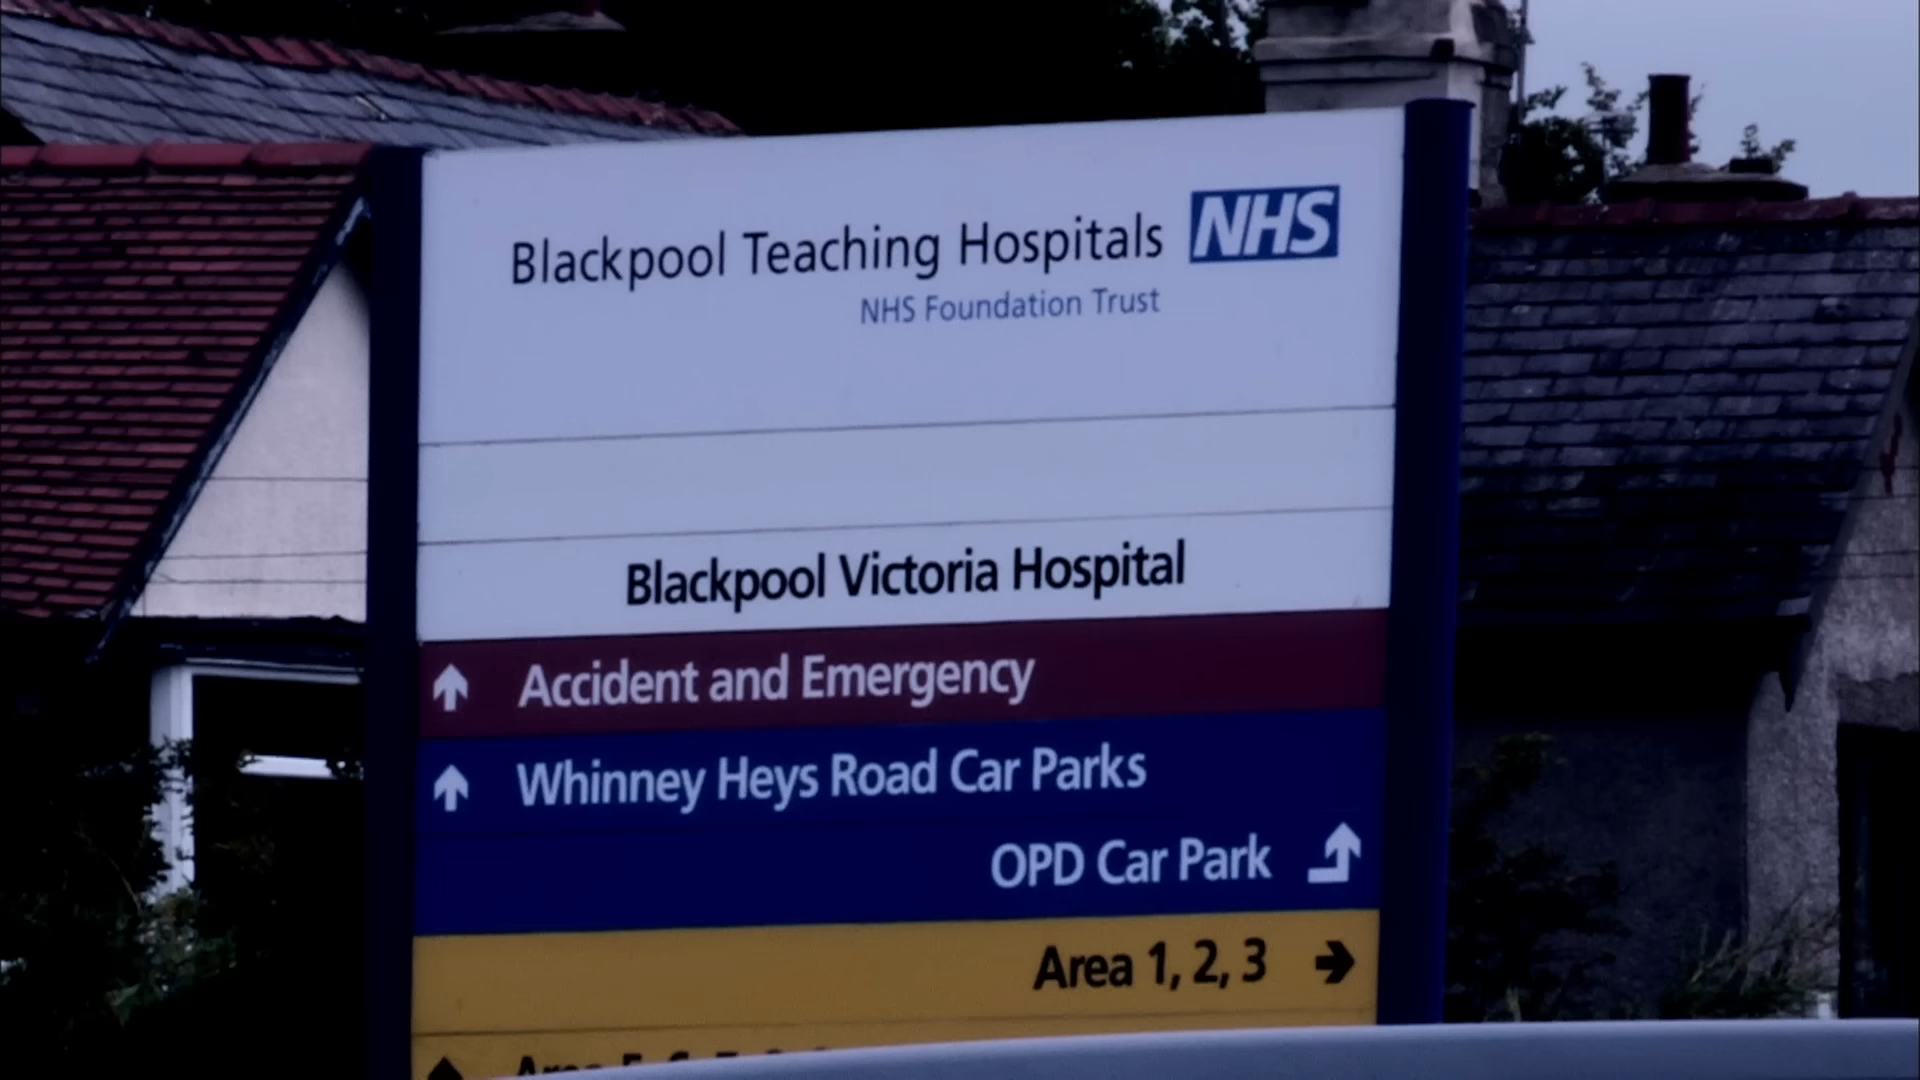 Blackpool Teaching Hospitals NHS
NHS Foundation Trust
Blackpool Victoria Hospital
Accident and Emergency
Whinney Heys Road Car Parks
OPD Car Park
Area 1, 2, 3
Area